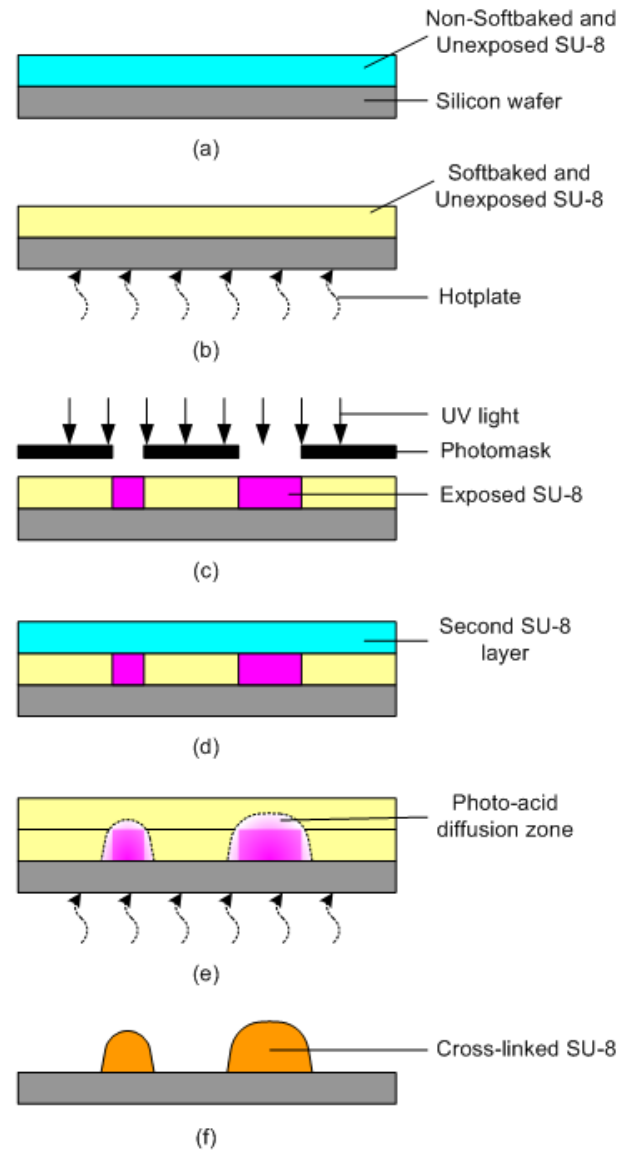 Non-Softbaked and
Unexposed SU-8
Silicon wafer
(a)
Softbaked and
Unexposed SU-8
Hotplate
(b)
UV light
Photomask
Exposed SU-8
(c)
Second SU-8
layer
(d)
Photo-acid
diffusion zone
(e)
Cross-linked SU-8
(f)